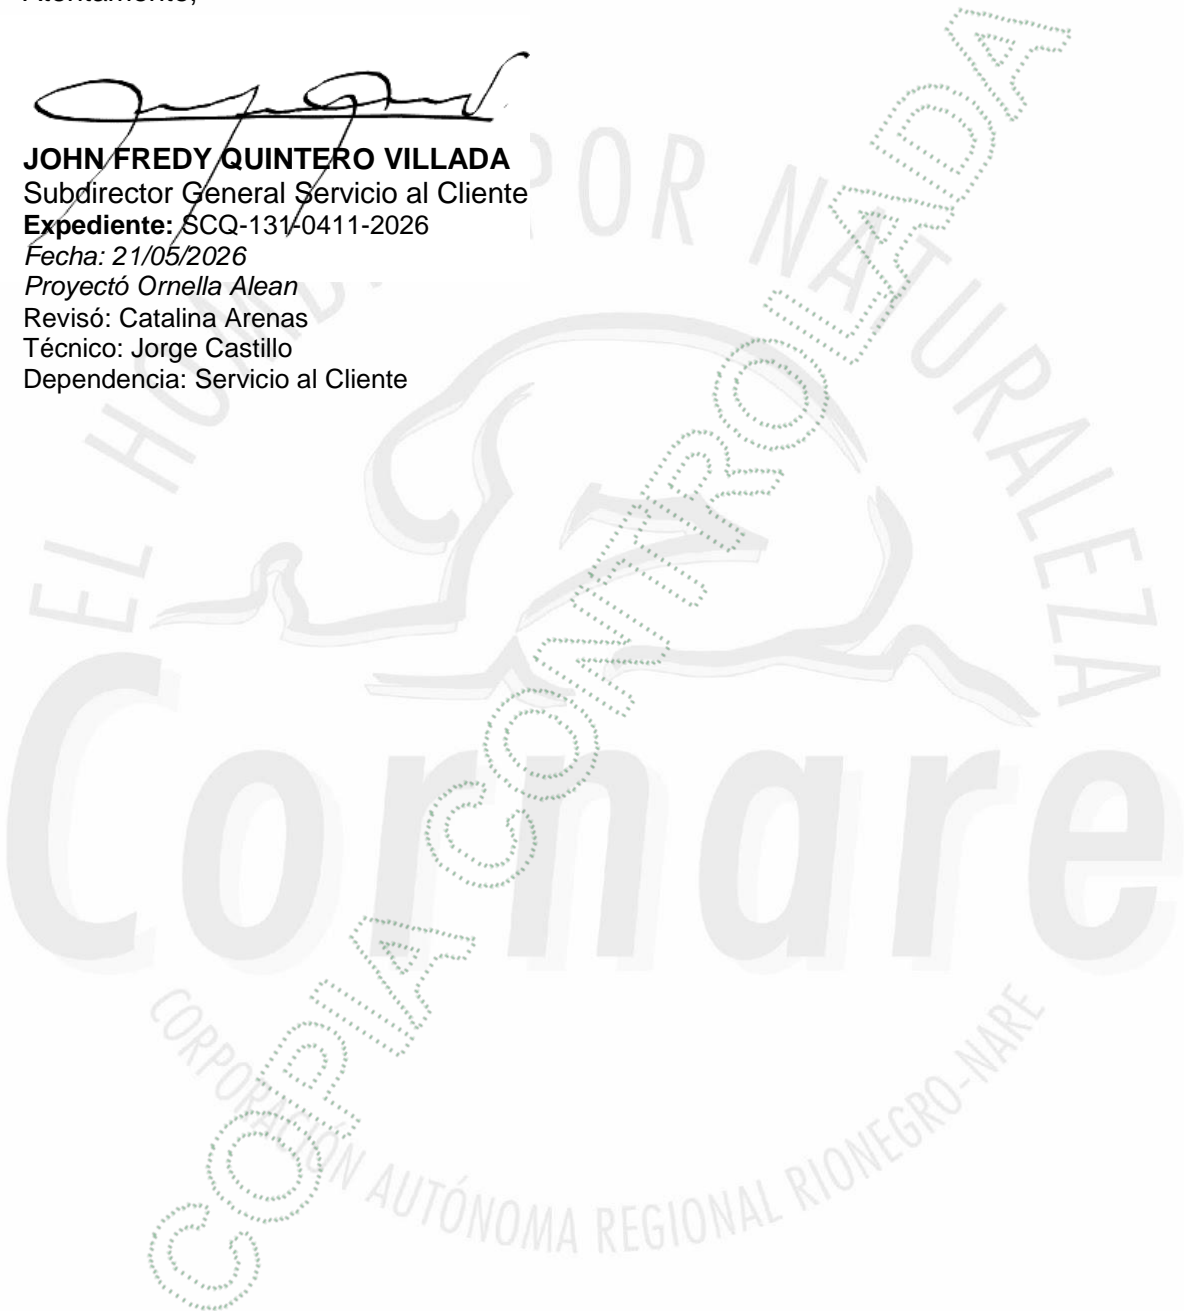 Atentamente,
JOHN FREDY QUINTERO VILLADA
Subdirector General Servicio al Cliente
Expediente: SCQ-131-0411-2026
Fecha: 21/05/2026
Proyectó Ornella Alean
Revisó: Catalina Arenas
Técnico: Jorge Castillo
Dependencia: Servicio al Cliente
EL HOMBRE POR NATURALEZA
Cornare
CORPORACIÓN AUTÓNOMA REGIONAL RIONEGRO-NARE
COPIA CONTROLADA